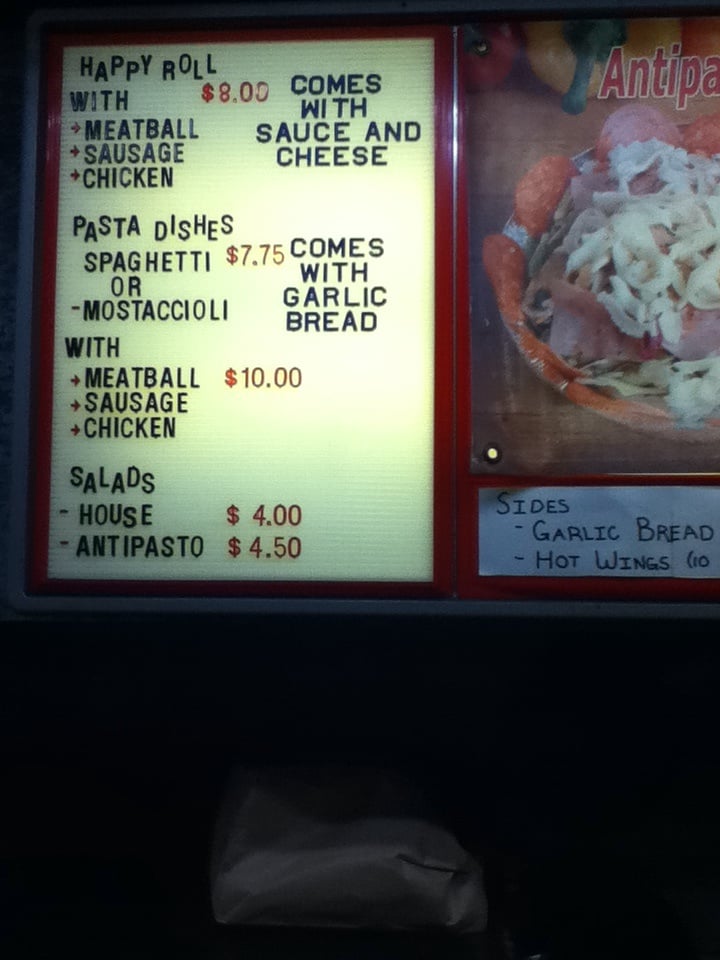 HAPPY ROLL
WITH $8.00
→MEATBALL
→SAUSAGE
→CHICKEN
COMES
WITH
SAUCE AND
CHEESE
PASTA DISHES
SPAGHETTI $7.75
OR
-MOSTACCIOLI
COMES
WITH
GARLIC
BREAD
WITH
→MEATBALL $10.00
→SAUSAGE
→CHICKEN
SALADS
- HOUSE $ 4.00
- ANTIPASTO $ 4.50
Antipa
SIDES
- GARLIC BREAD
- HOT WINGS (10